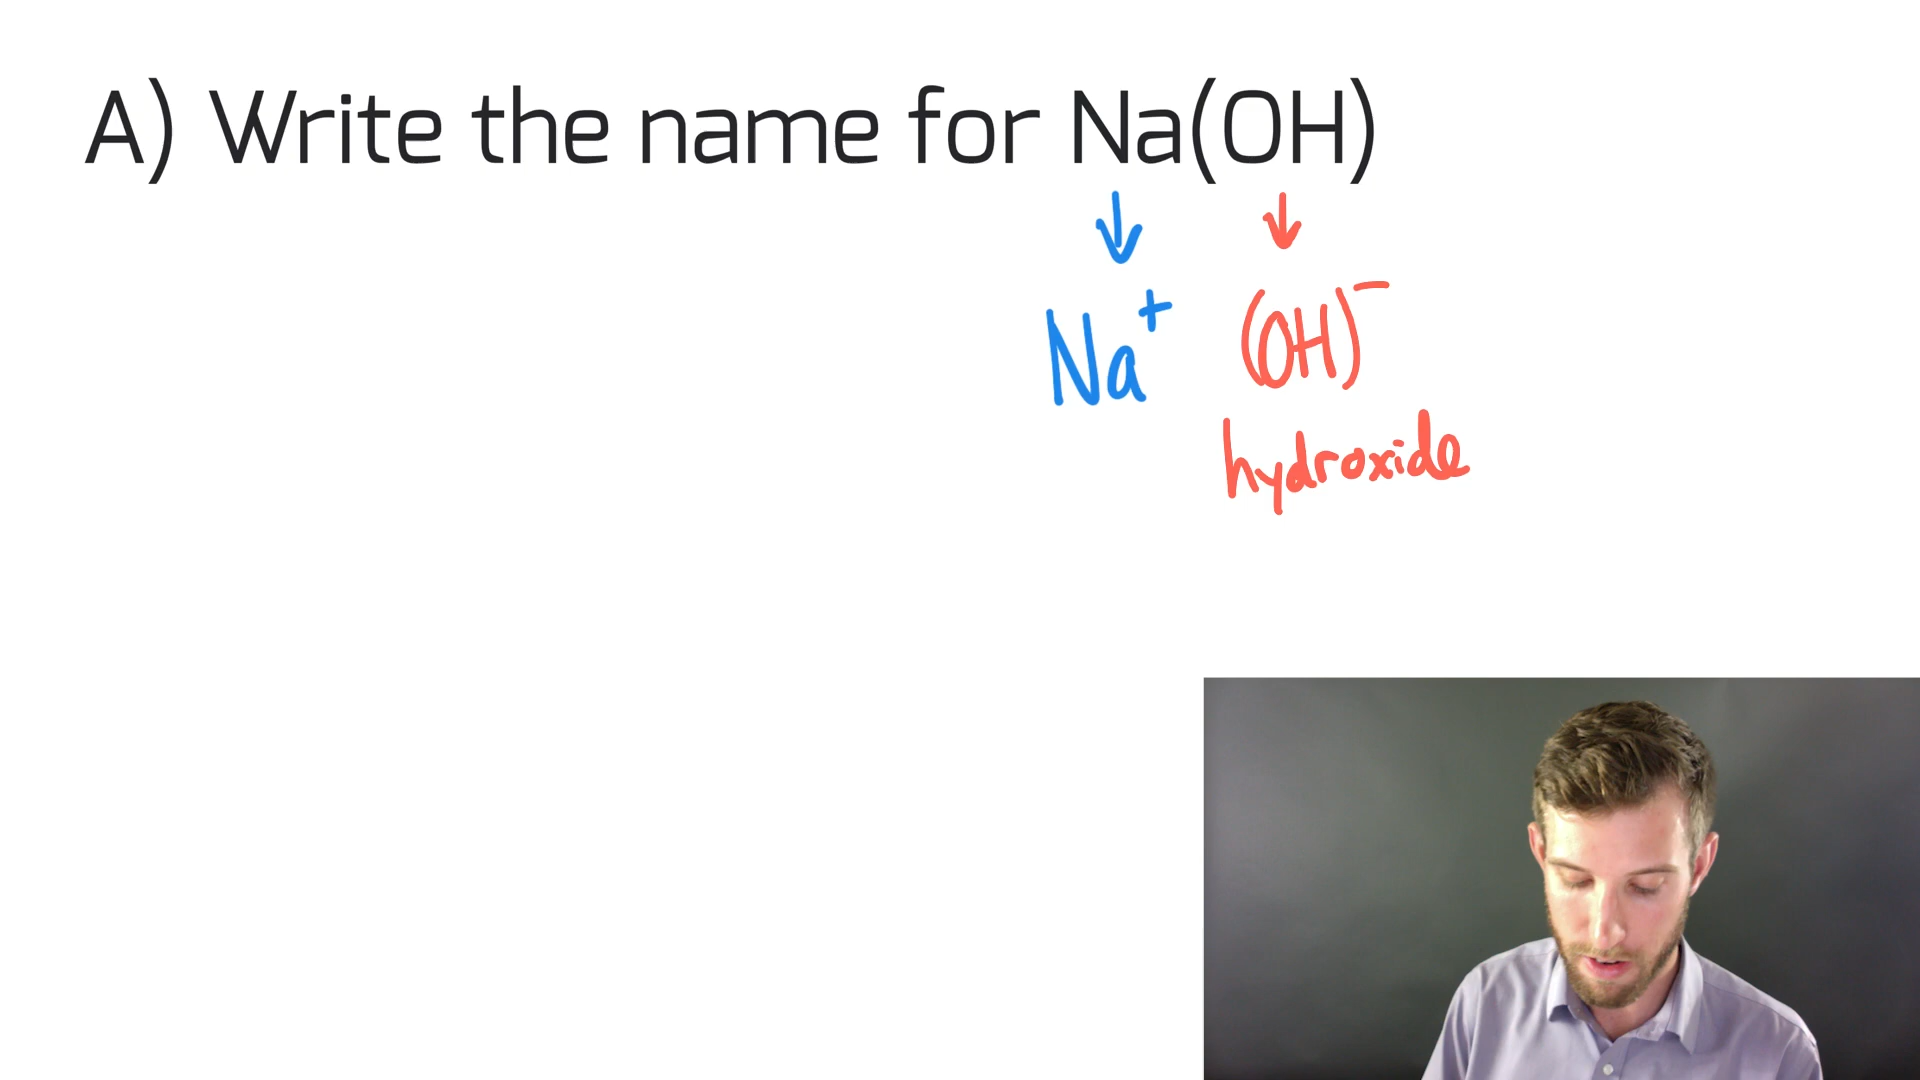 A) Write the name for Na(OH)
Na⁺ (OH)⁻
hydroxide